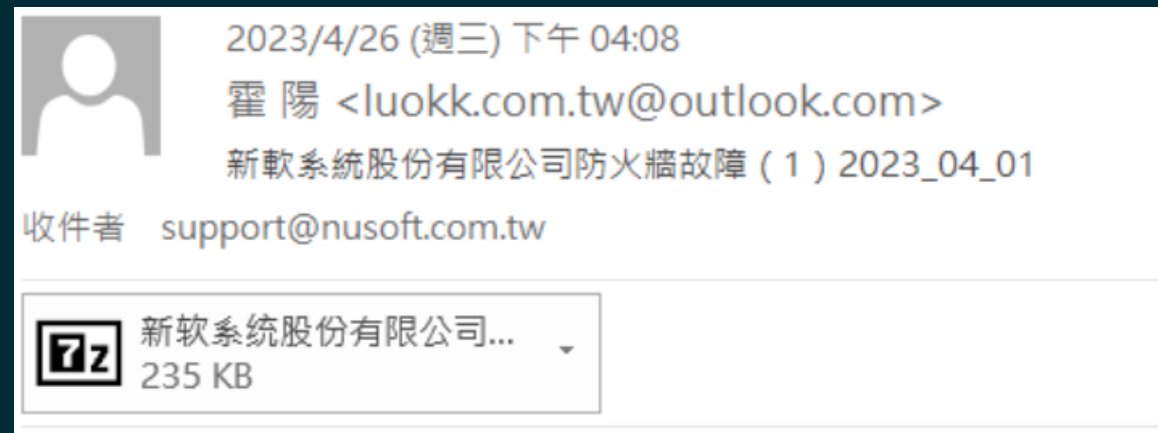 2023/4/26 (週三) 下午 04:08
霍 陽 <luokk.com.tw@outlook.com>
新軟系統股份有限公司防火牆故障 ( 1 ) 2023_04_01
收件者 support@nusoft.com.tw
7z
新软系统股份有限公司...
235 KB